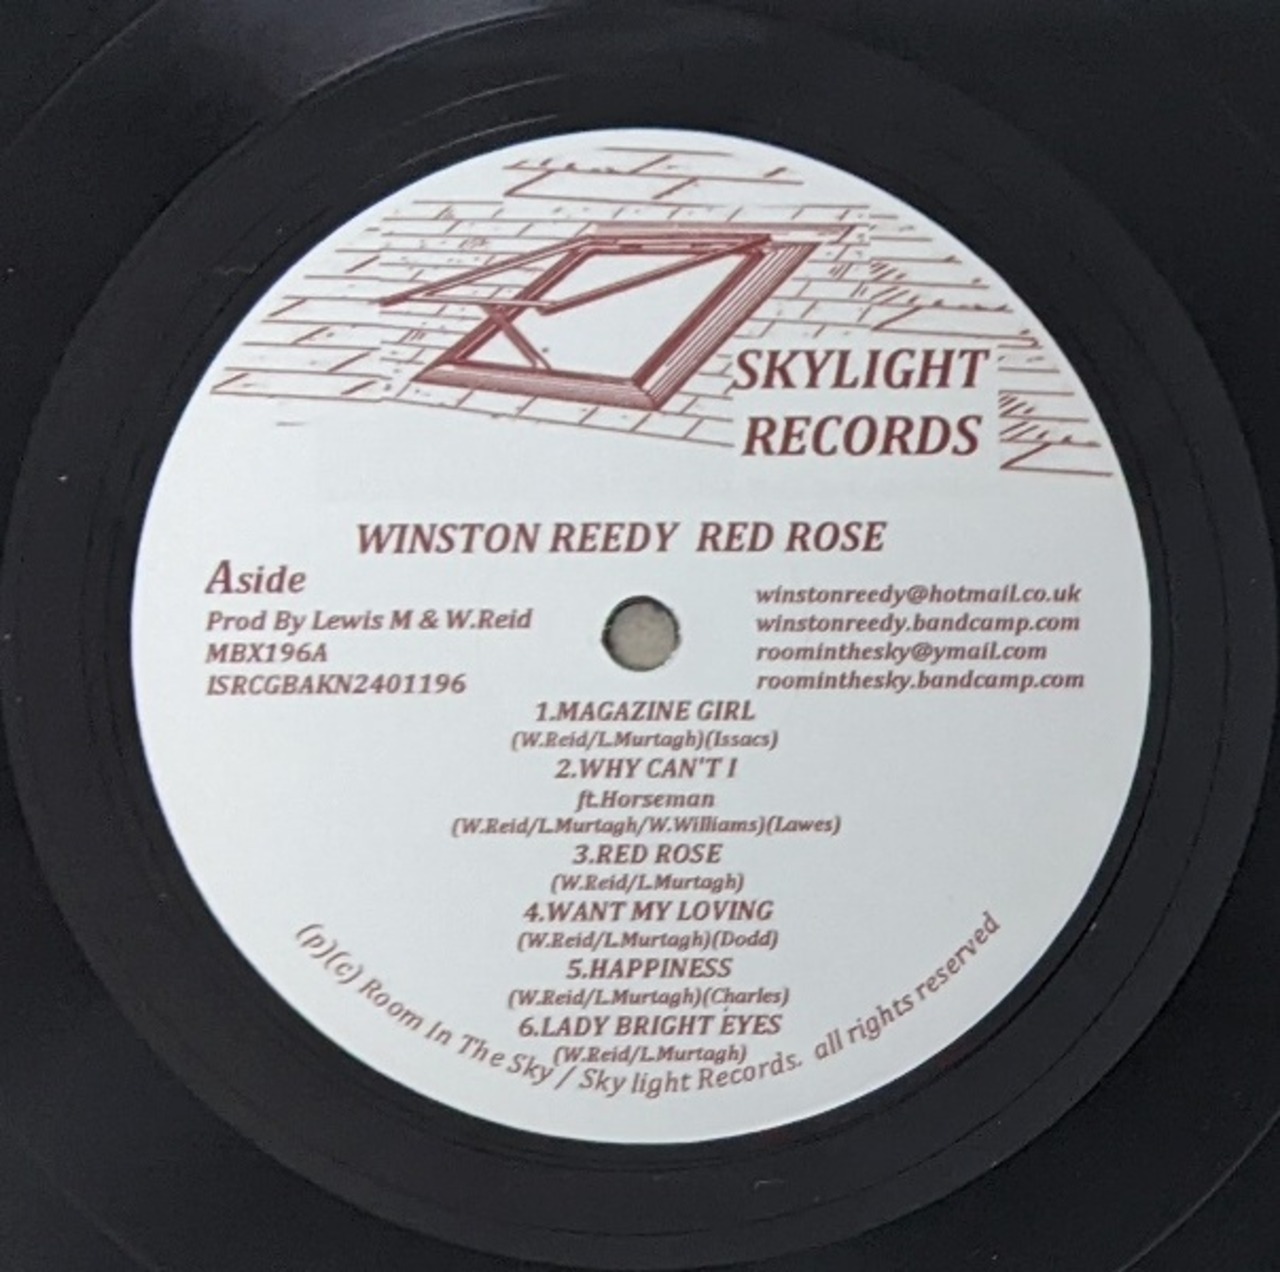 SKYLIGHT
RECORDS
WINSTON REEDY RED ROSE
Aside
Prod By Lewis M & W.Reid
MBX196A
ISRCGBAKN2401196
winstonreedy@hotmail.co.uk
winstonreedy.bandcamp.com
roominthesky@ymail.com
roominthesky.bandcamp.com
1.MAGAZINE GIRL
(W.Reid/L.Murtagh)(Issacs)
2.WHY CAN'T I
ft.Horseman
(W.Reid/L.Murtagh/W.Williams)(Lawes)
3.RED ROSE
(W.Reid/L.Murtagh)
4.WANT MY LOVING
(W.Reid/L.Murtagh)(Dodd)
5.HAPPINESS
(W.Reid/L.Murtagh)(Charles)
6.LADY BRIGHT EYES
(W.Reid/L.Murtagh)
(p)(c) Room In The Sky / Sky light Records. all rights reserved